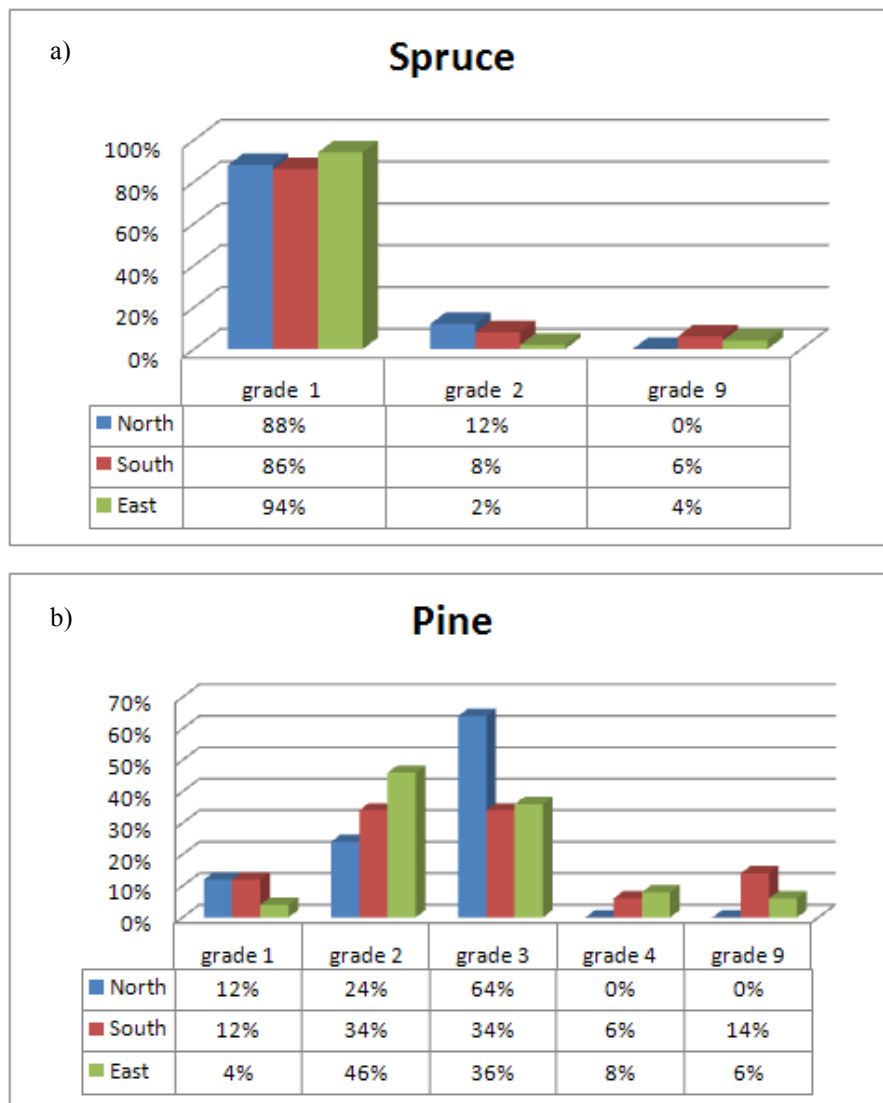 a)
Spruce
100%
80%
60%
40%
20%
0%
grade 1 grade 2 grade 9
North 88% 12% 0%
South 86% 8% 6%
East 94% 2% 4%
b)
Pine
70%
60%
50%
40%
30%
20%
10%
0%
grade 1 grade 2 grade 3 grade 4 grade 9
North 12% 24% 64% 0% 0%
South 12% 34% 34% 6% 14%
East 4% 46% 36% 8% 6%